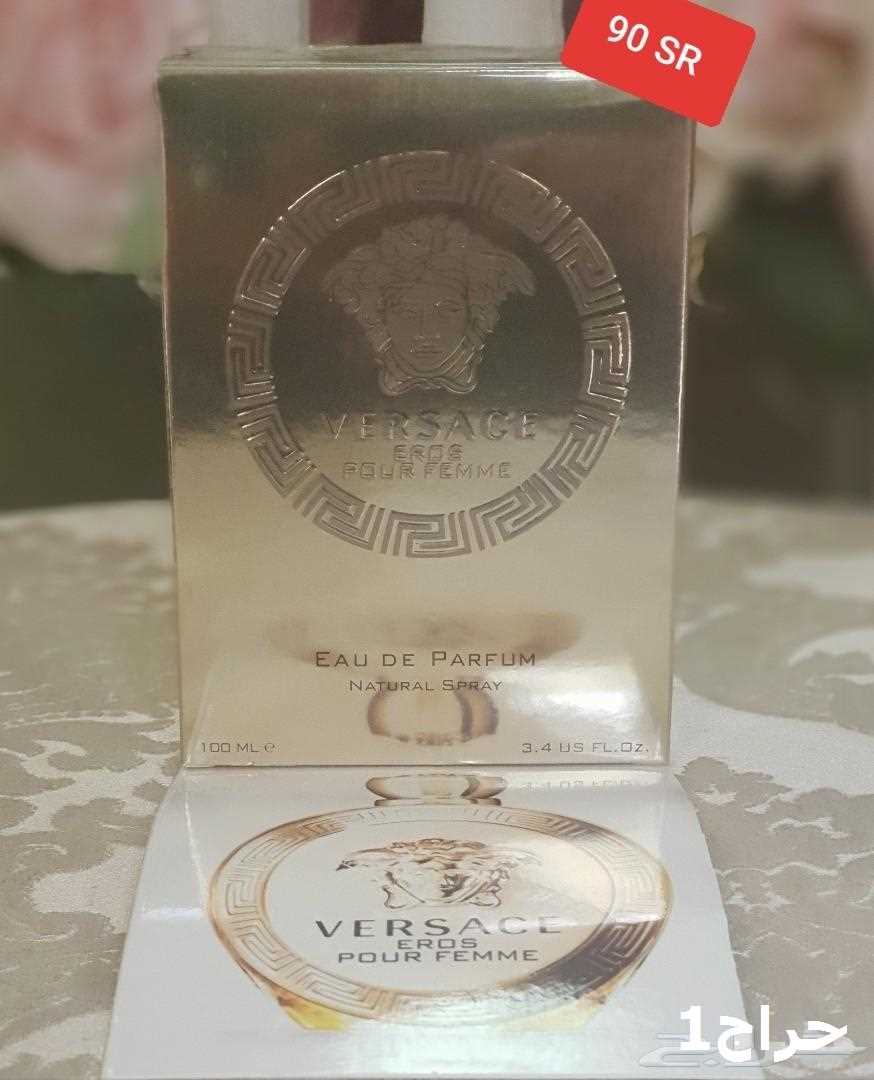 90 SR
VERSACE
EROS
POUR FEMME
EAU DE PARFUM
NATURAL SPRAY
100 ML e
3.4 US FL.OZ.
VERSACE
EROS
POUR FEMME
حراج1